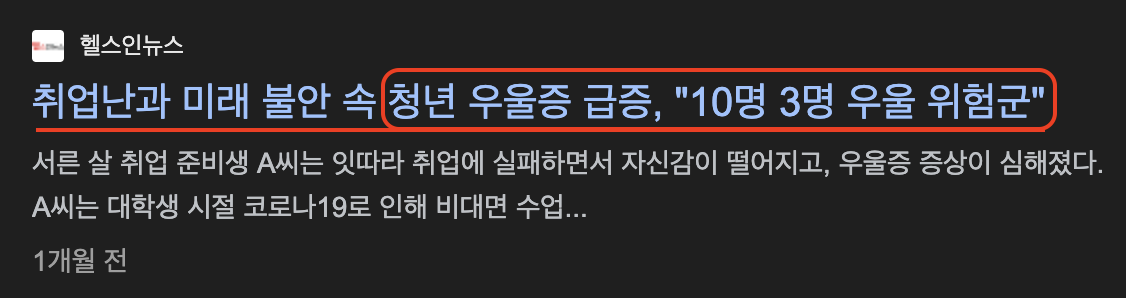 헬스인뉴스
취업난과 미래 불안 속 청년 우울증 급증, "10명 3명 우울 위험군"
서른 살 취업 준비생 A씨는 잇따라 취업에 실패하면서 자신감이 떨어지고, 우울증 증상이 심해졌다.
A씨는 대학생 시절 코로나19로 인해 비대면 수업...
1개월 전